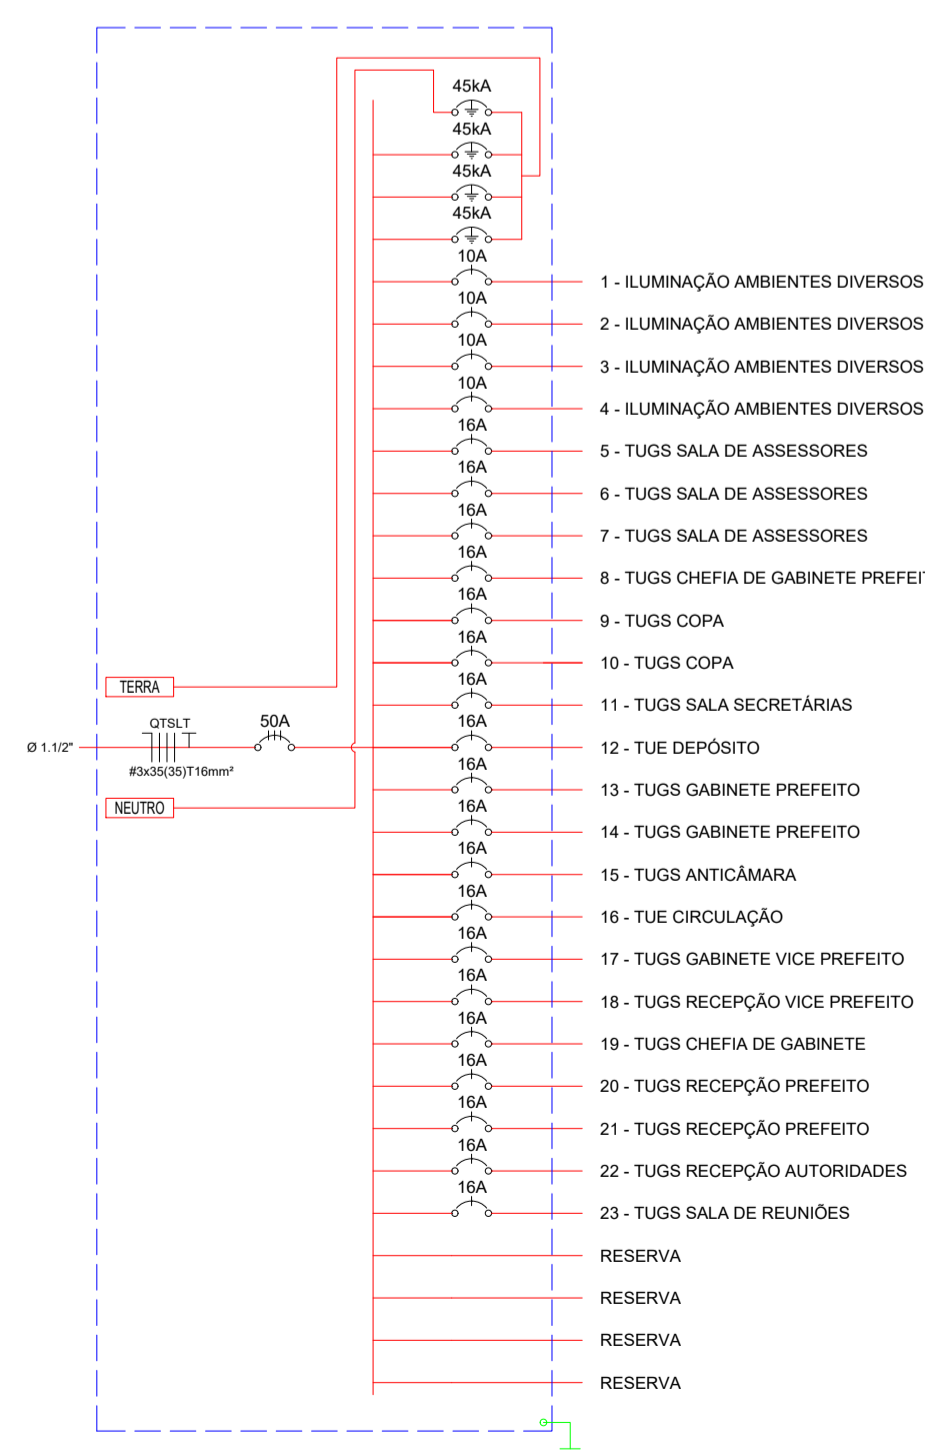 45kA
45kA
45kA
45kA
10A
1 - ILUMINAÇÃO AMBIENTES DIVERSOS
10A
2 - ILUMINAÇÃO AMBIENTES DIVERSOS
10A
3 - ILUMINAÇÃO AMBIENTES DIVERSOS
10A
4 - ILUMINAÇÃO AMBIENTES DIVERSOS
16A
5 - TUGS SALA DE ASSESSORES
16A
6 - TUGS SALA DE ASSESSORES
16A
7 - TUGS SALA DE ASSESSORES
16A
8 - TUGS CHEFIA DE GABINETE PREFEI
16A
9 - TUGS COPA
16A
10 - TUGS COPA
TERRA
16A
11 - TUGS SALA SECRETÁRIAS
QTSLT
50A
16A
Ø 1.1/2"
12 - TUE DEPÓSITO
#3x35(35)T16mm²
16A
13 - TUGS GABINETE PREFEITO
NEUTRO
16A
14 - TUGS GABINETE PREFEITO
16A
15 - TUGS ANTICÂMARA
16A
16 - TUE CIRCULAÇÃO
16A
17 - TUGS GABINETE VICE PREFEITO
16A
18 - TUGS RECEPÇÃO VICE PREFEITO
16A
19 - TUGS CHEFIA DE GABINETE
16A
20 - TUGS RECEPÇÃO PREFEITO
16A
21 - TUGS RECEPÇÃO PREFEITO
16A
22 - TUGS RECEPÇÃO AUTORIDADES
16A
23 - TUGS SALA DE REUNIÕES
RESERVA
RESERVA
RESERVA
RESERVA